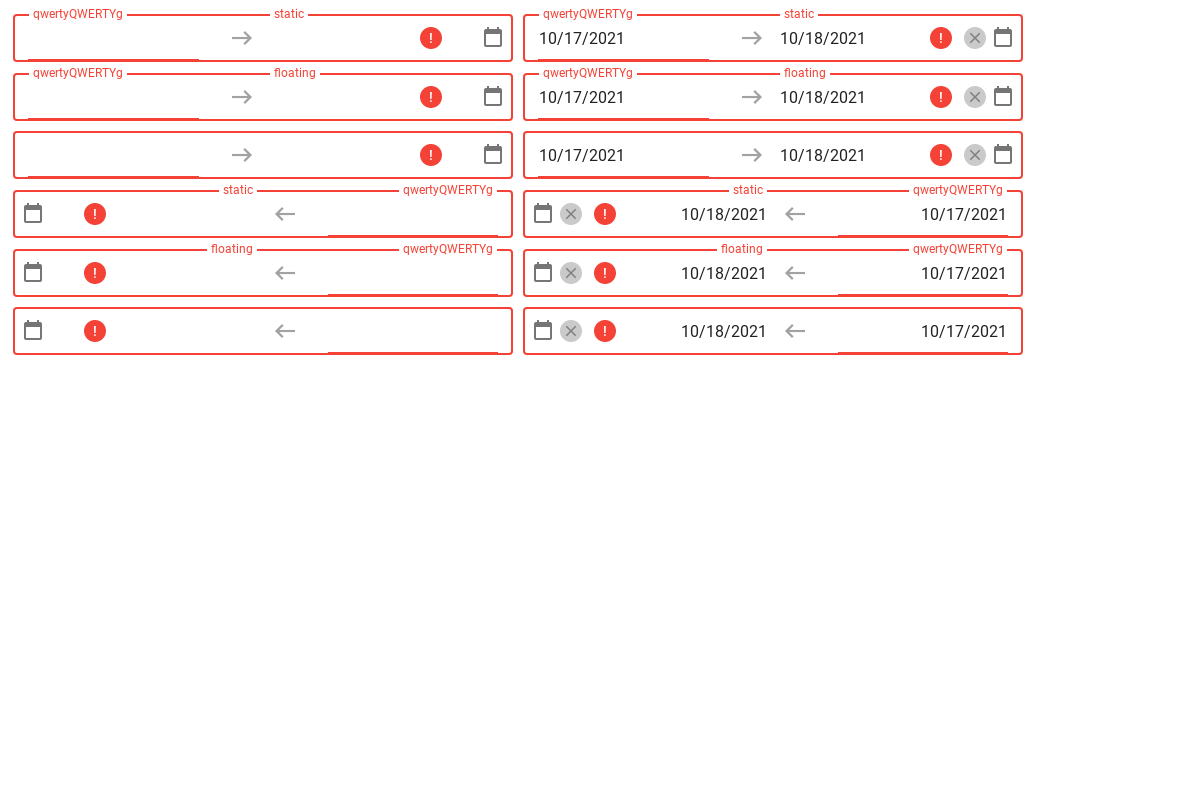 qwertyQWERTYg static qwertyQWERTYg static
10/17/2021 10/18/2021
qwertyQWERTYg floating qwertyQWERTYg floating
10/17/2021 10/18/2021
10/17/2021 10/18/2021
static qwertyQWERTYg static qwertyQWERTYg
10/18/2021 10/17/2021
floating qwertyQWERTYg floating qwertyQWERTYg
10/18/2021 10/17/2021
10/18/2021 10/17/2021